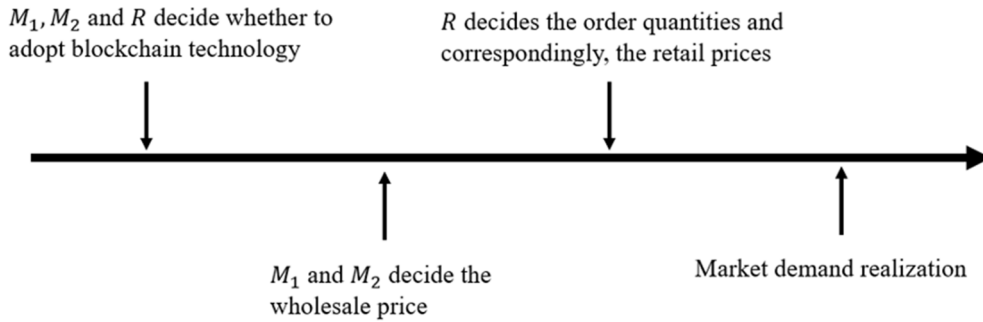 M₁, M₂ and R decide whether to
adopt blockchain technology
R decides the order quantities and
correspondingly, the retail prices
M₁ and M₂ decide the
wholesale price
Market demand realization